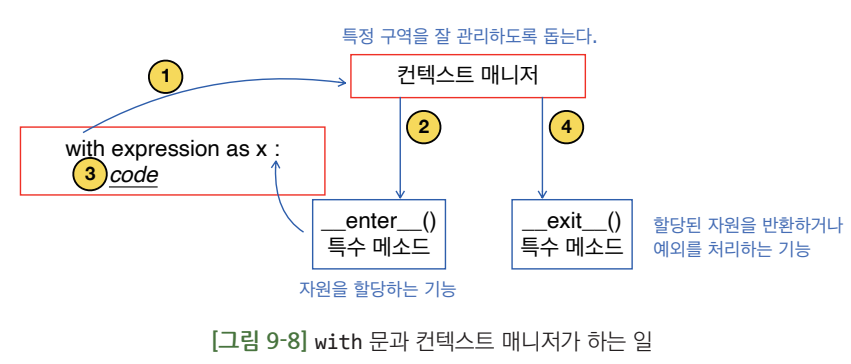 특정 구역을 잘 관리하도록 돕는다.
1
컨텍스트 매니저
2
4
with expression as x :
3 code
__enter__()
특수 메소드
__exit__()
특수 메소드
할당된 자원을 반환하거나
예외를 처리하는 기능
자원을 할당하는 기능
[그림 9-8] with 문과 컨텍스트 매니저가 하는 일